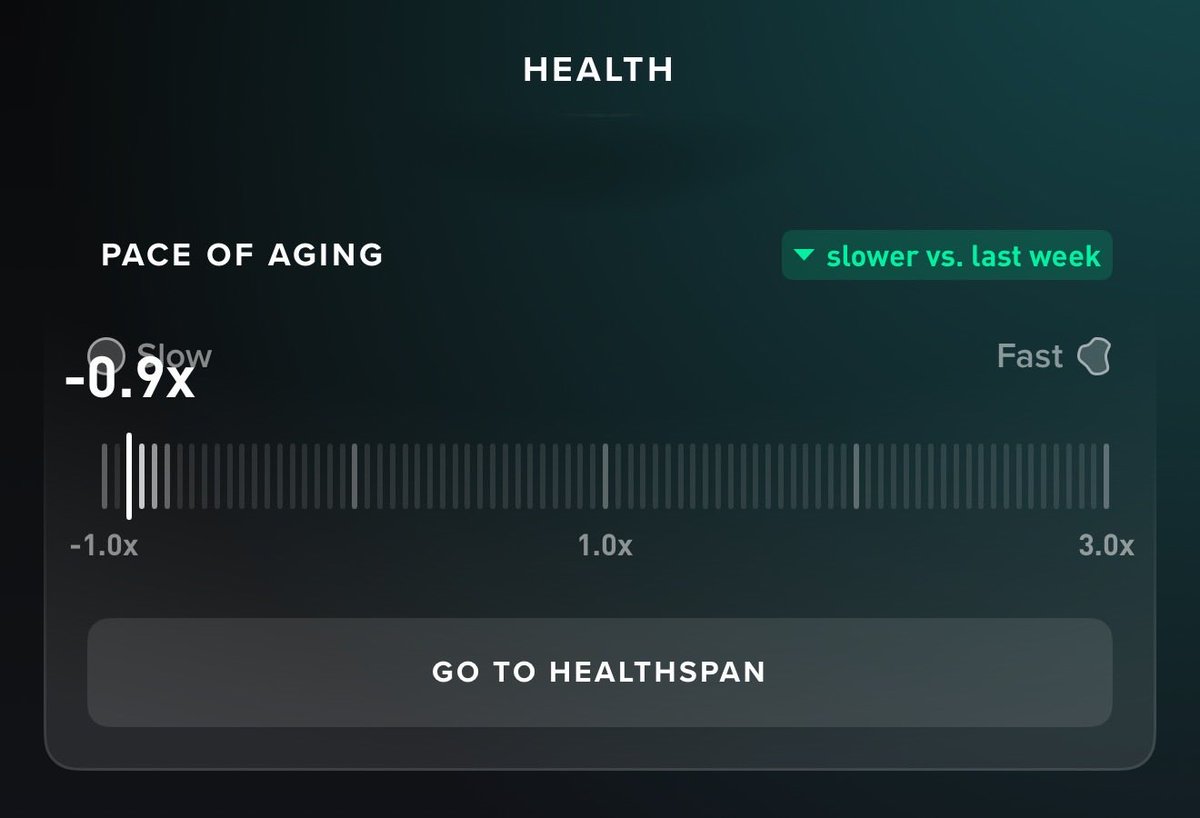 HEALTH
PACE OF AGING
slower vs. last week
Slow
Fast
-0.9x
-1.0x
1.0x
3.0x
GO TO HEALTHSPAN